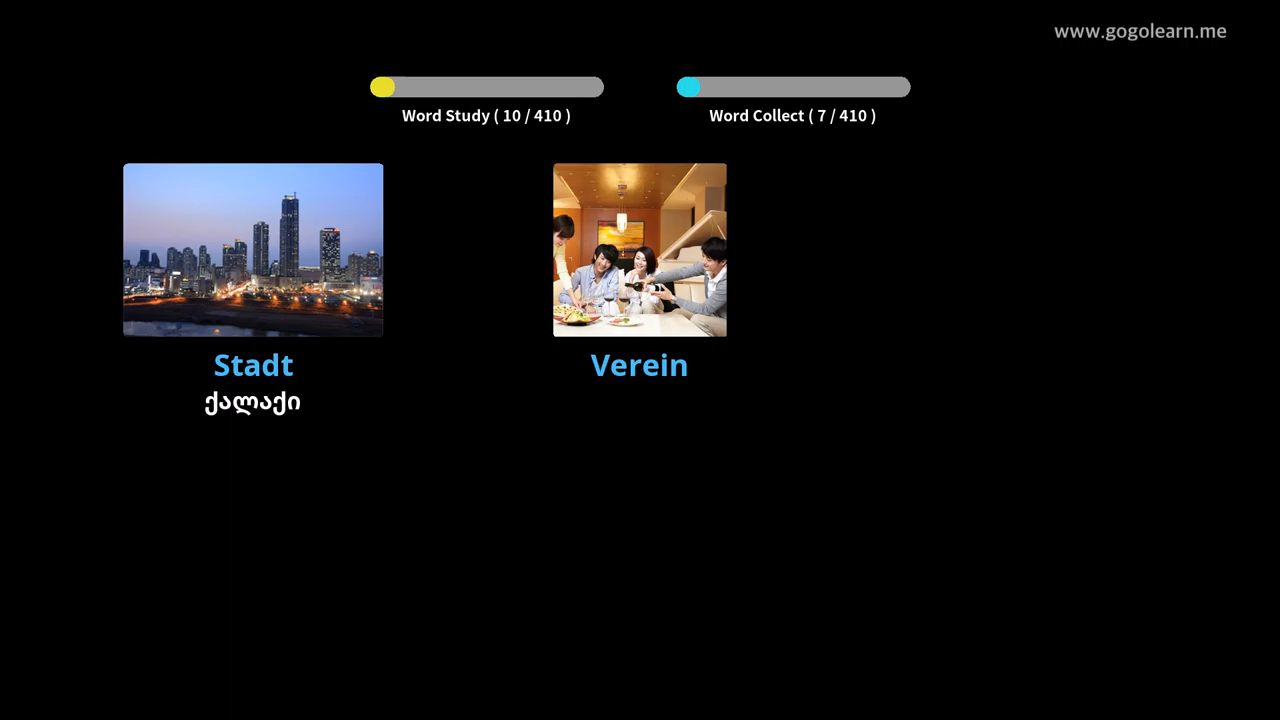 www.gogolearn.me
Word Study ( 10 / 410 )
Word Collect ( 7 / 410 )
Stadt
ქალაქი
Verein